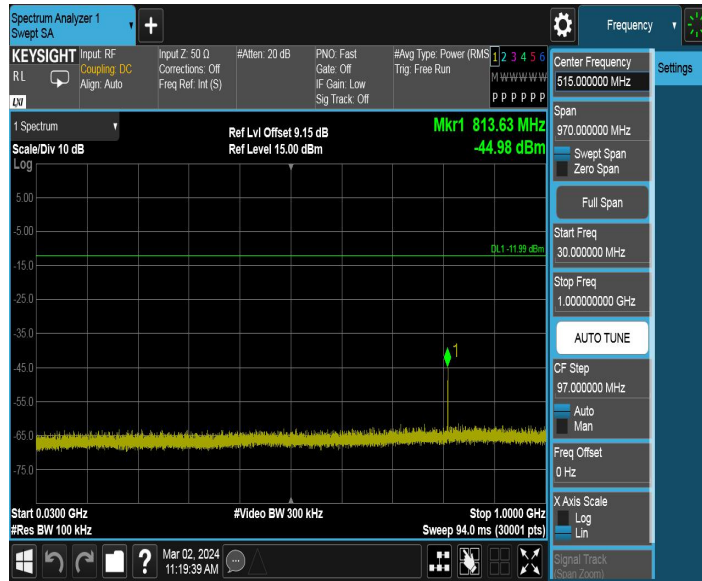 Spectrum Analyzer 1
Swept SA
Frequency
KEYSIGHT
RL
LXI
Input: RF
Coupling: DC
Align: Auto
Input Z: 50 Ω
Corrections: Off
Freq Ref: Int (S)
#Atten: 20 dB
PNO: Fast
Gate: Off
IF Gain: Low
Sig Track: Off
#Avg Type: Power (RMS
Trig: Free Run
1 2 3 4 5 6
M W W W W W
P P P P P P
1 Spectrum
Scale/Div 10 dB
Log
Ref Lvl Offset 9.15 dB
Ref Level 15.00 dBm
Mkr1 813.63 MHz
-44.98 dBm
5.00
-5.00
-15.0
-25.0
-35.0
-45.0
-55.0
-65.0
-75.0
DL1 -11.99 dBm
1
Start 0.0300 GHz
#Res BW 100 kHz
#Video BW 300 kHz
Stop 1.0000 GHz
Sweep 94.0 ms (30001 pts)
Mar 02, 2024
11:19:39 AM
Center Frequency
515.000000 MHz
Settings
Span
970.000000 MHz
Swept Span
Zero Span
Full Span
Start Freq
30.000000 MHz
Stop Freq
1.000000000 GHz
AUTO TUNE
CF Step
97.000000 MHz
Auto
Man
Freq Offset
0 Hz
X Axis Scale
Log
Lin
Signal Track
(Span Zoom)